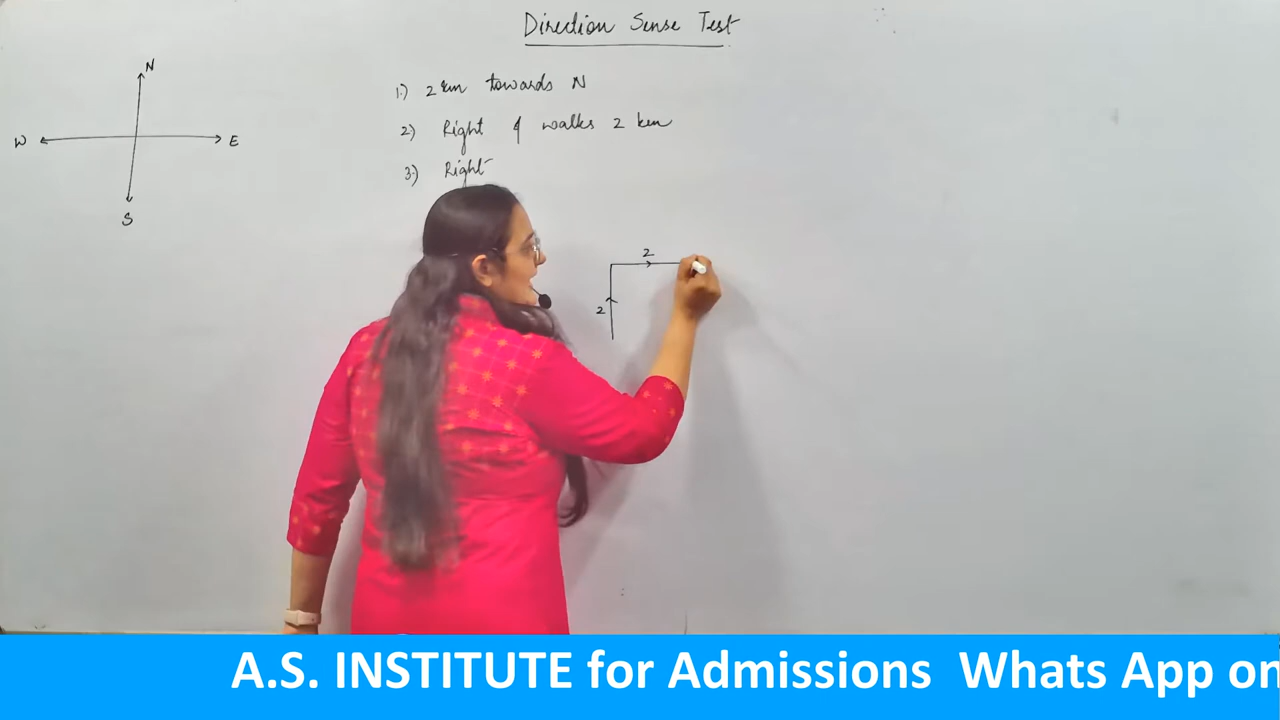 Direction Sense Test
N
W E
S
1.) 2 km towards N
2) Right & walks 2 km
3.) Right
2
2
A.S. INSTITUTE for Admissions Whats App on